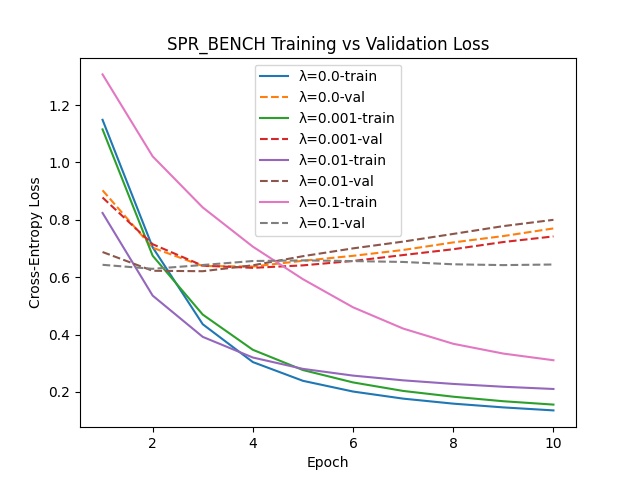 SPR_BENCH Training vs Validation Loss
Cross-Entropy Loss
1.2
1.0
0.8
0.6
0.4
0.2
λ=0.0-train
λ=0.0-val
λ=0.001-train
λ=0.001-val
λ=0.01-train
λ=0.01-val
λ=0.1-train
λ=0.1-val
2
4
6
8
10
Epoch